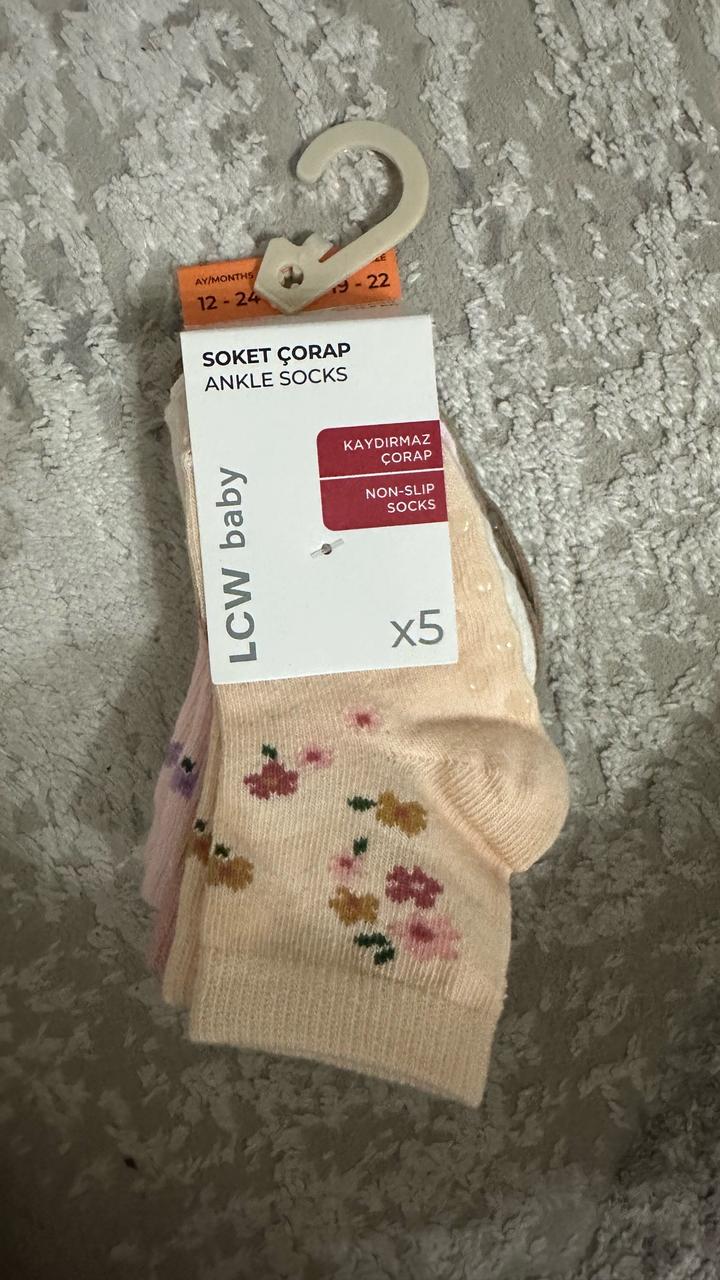 AY/MONTHS
12 - 24
19 - 22
SOKET ÇORAP
ANKLE SOCKS
KAYDIRMAZ
ÇORAP
NON-SLIP
SOCKS
LCW baby
x5